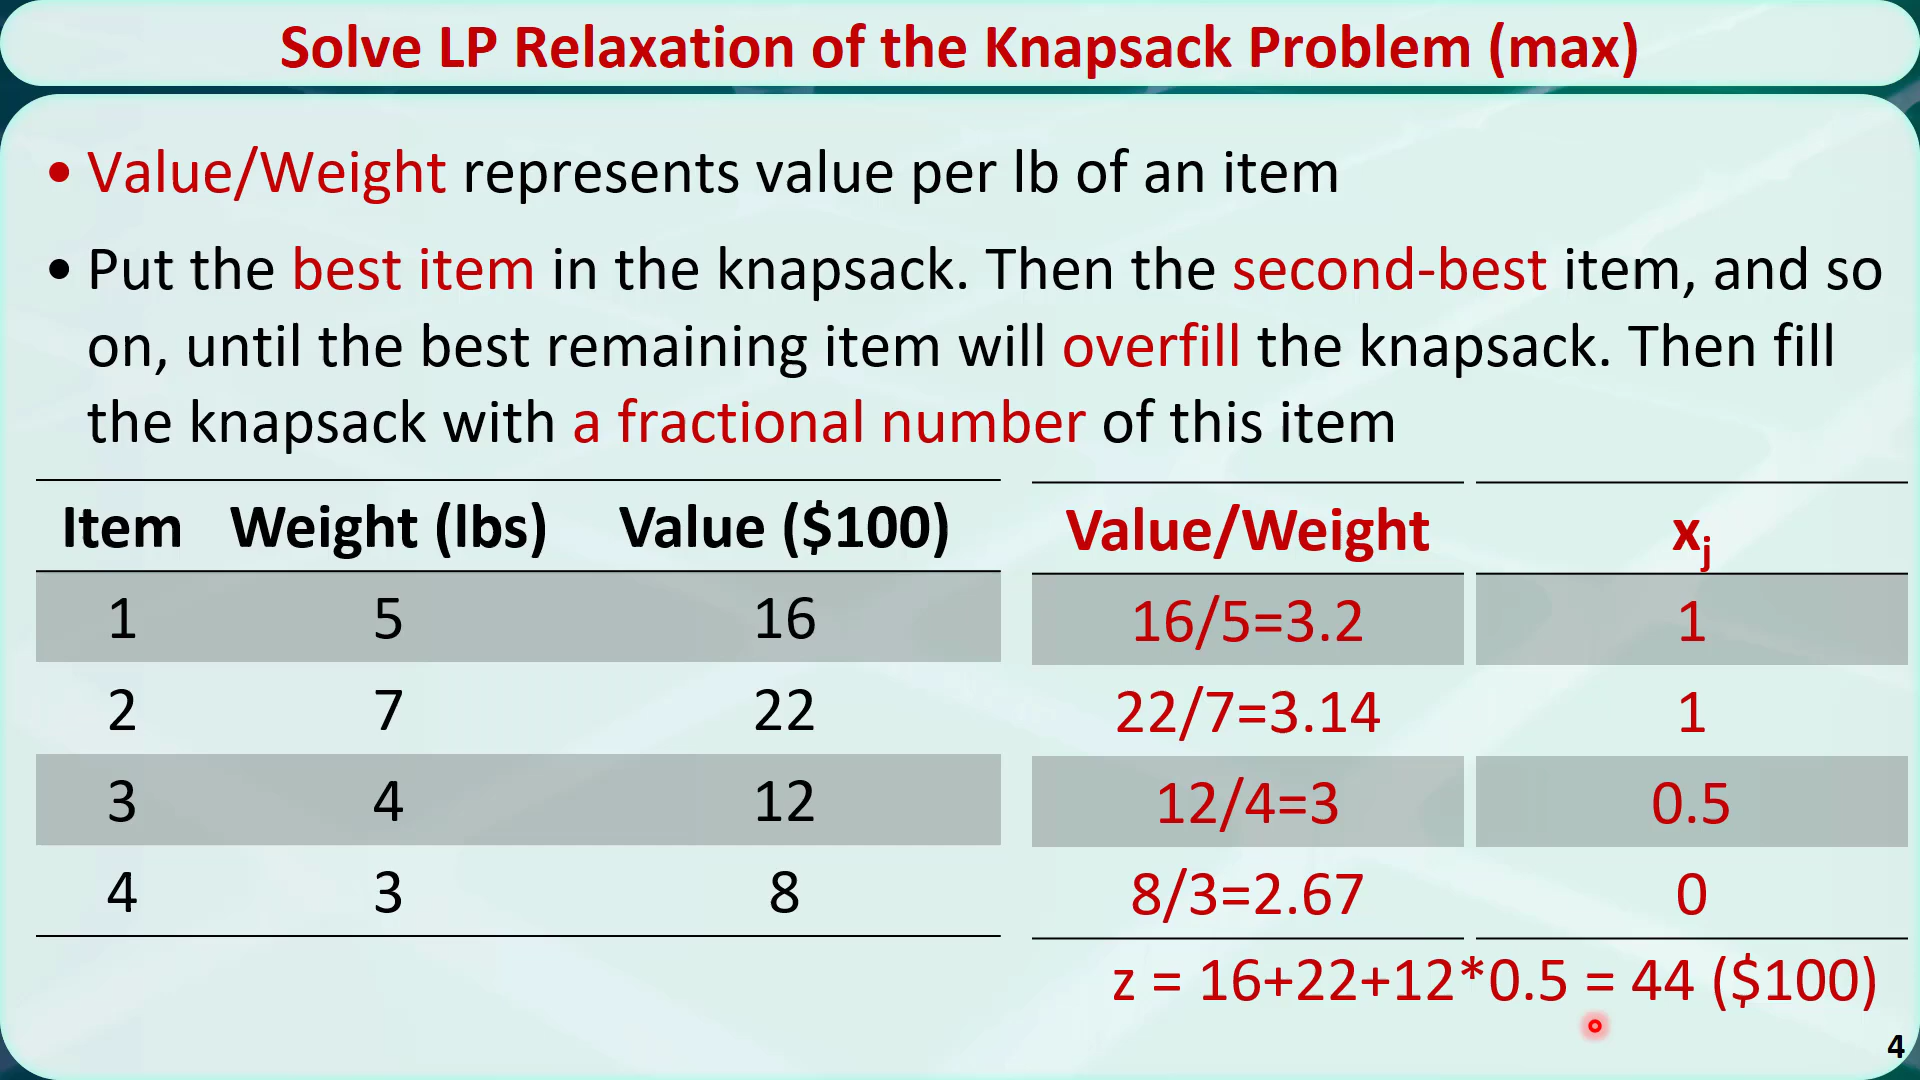 Solve LP Relaxation of the Knapsack Problem (max)
• Value/Weight represents value per lb of an item
• Put the best item in the knapsack. Then the second-best item, and so
on, until the best remaining item will overfill the knapsack. Then fill
the knapsack with a fractional number of this item
Item Weight (lbs) Value ($100) Value/Weight xj
1 5 16 16/5=3.2 1
2 7 22 22/7=3.14 1
3 4 12 12/4=3 0.5
4 3 8 8/3=2.67 0
z = 16+22+12*0.5 = 44 ($100)
4